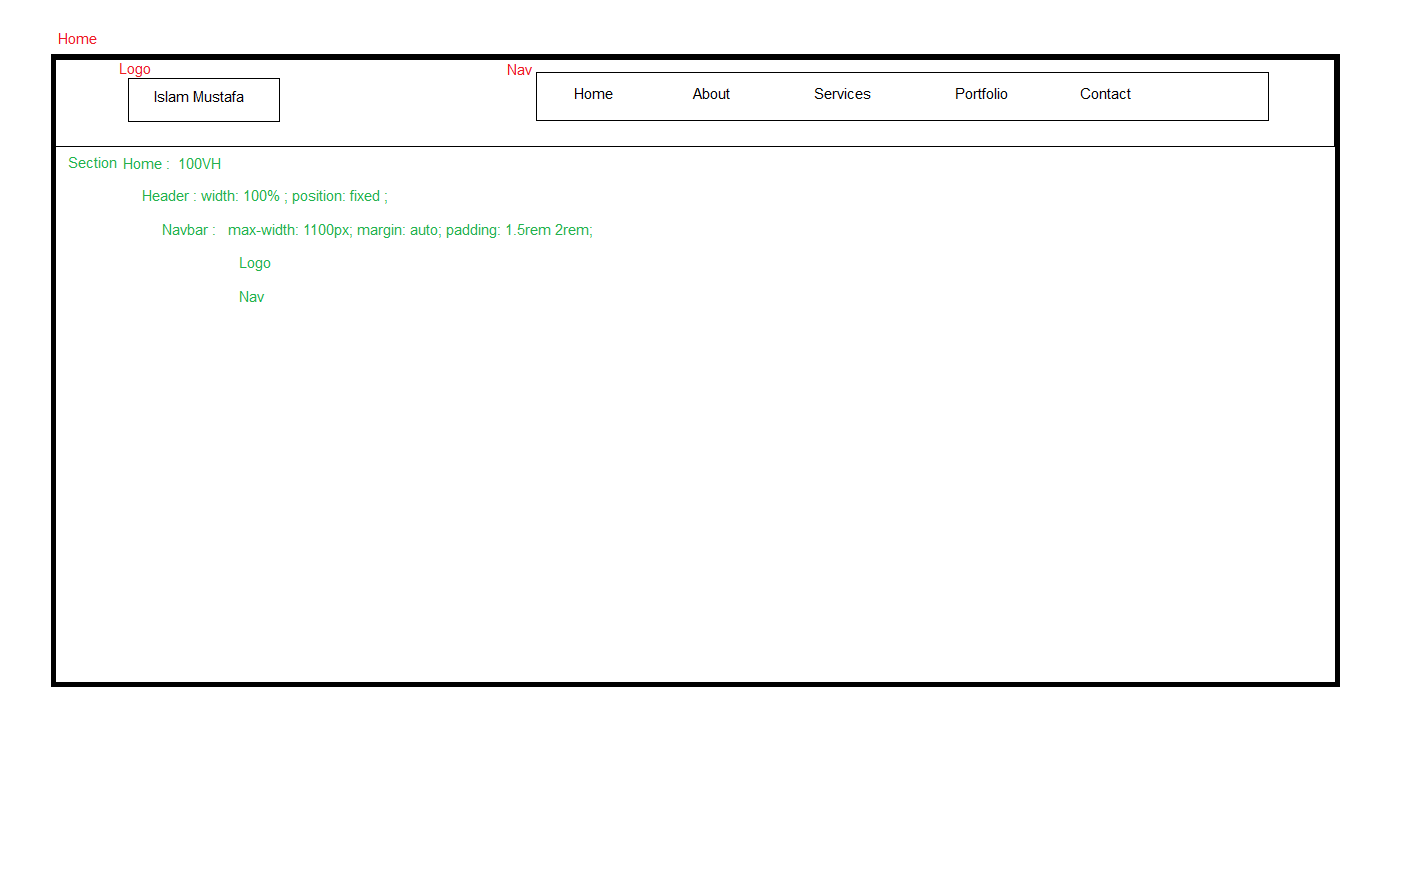 Home
Logo
Nav
Islam Mustafa
Home About Services Portfolio Contact
Section Home : 100VH
Header : width: 100% ; position: fixed ;
Navbar : max-width: 1100px; margin: auto; padding: 1.5rem 2rem;
Logo
Nav